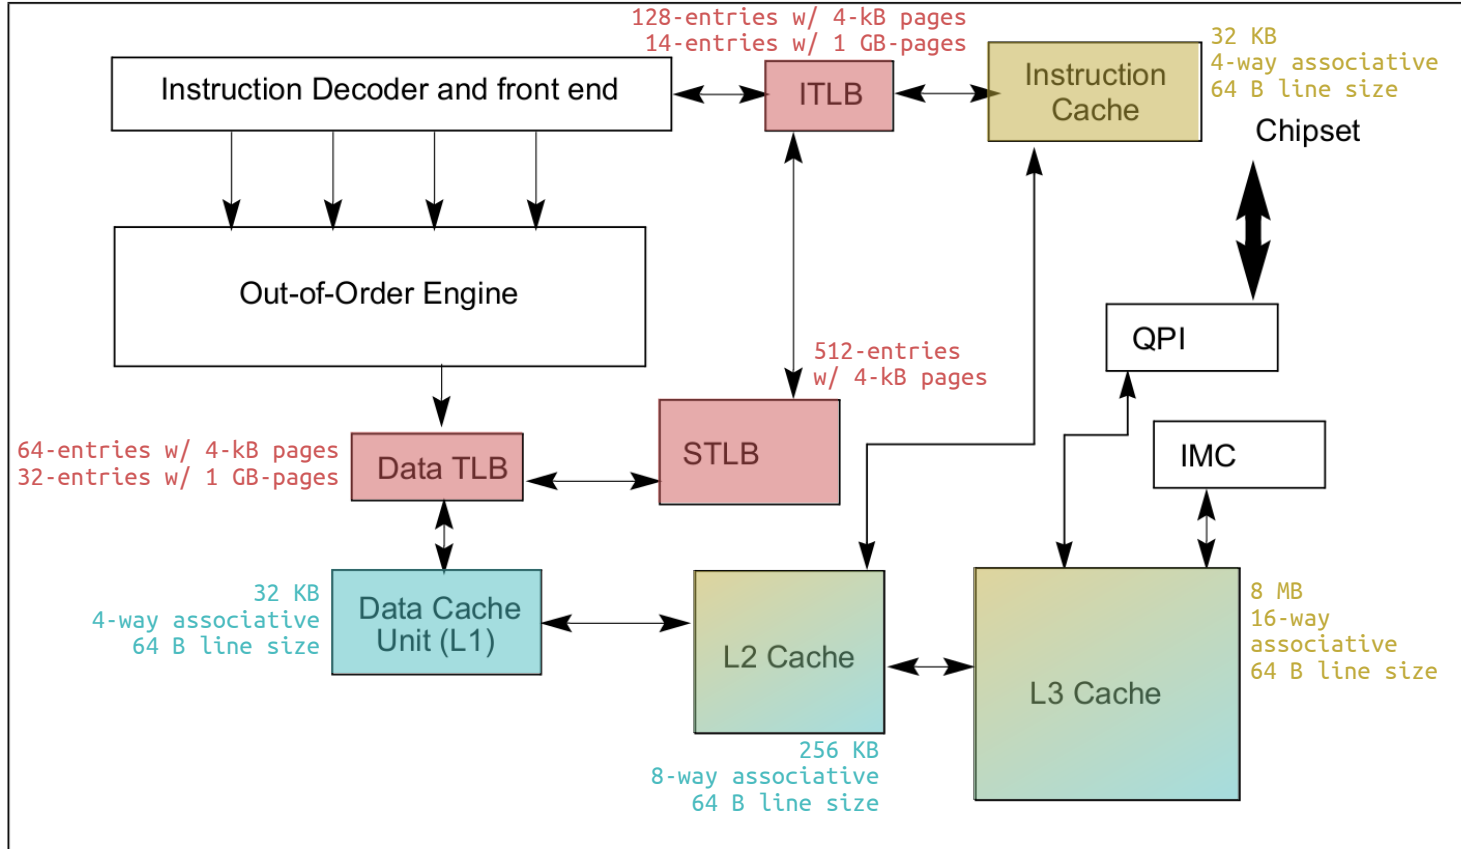 128-entries w/ 4-kB pages
14-entries w/ 1 GB-pages
32 KB
4-way associative
64 B line size
Instruction Decoder and front end
ITLB
Instruction
Cache
Chipset
Out-of-Order Engine
QPI
512-entries
w/ 4-kB pages
64-entries w/ 4-kB pages
32-entries w/ 1 GB-pages
Data TLB
STLB
IMC
32 KB
4-way associative
64 B line size
Data Cache
Unit (L1)
L2 Cache
256 KB
8-way associative
64 B line size
L3 Cache
8 MB
16-way
associative
64 B line size